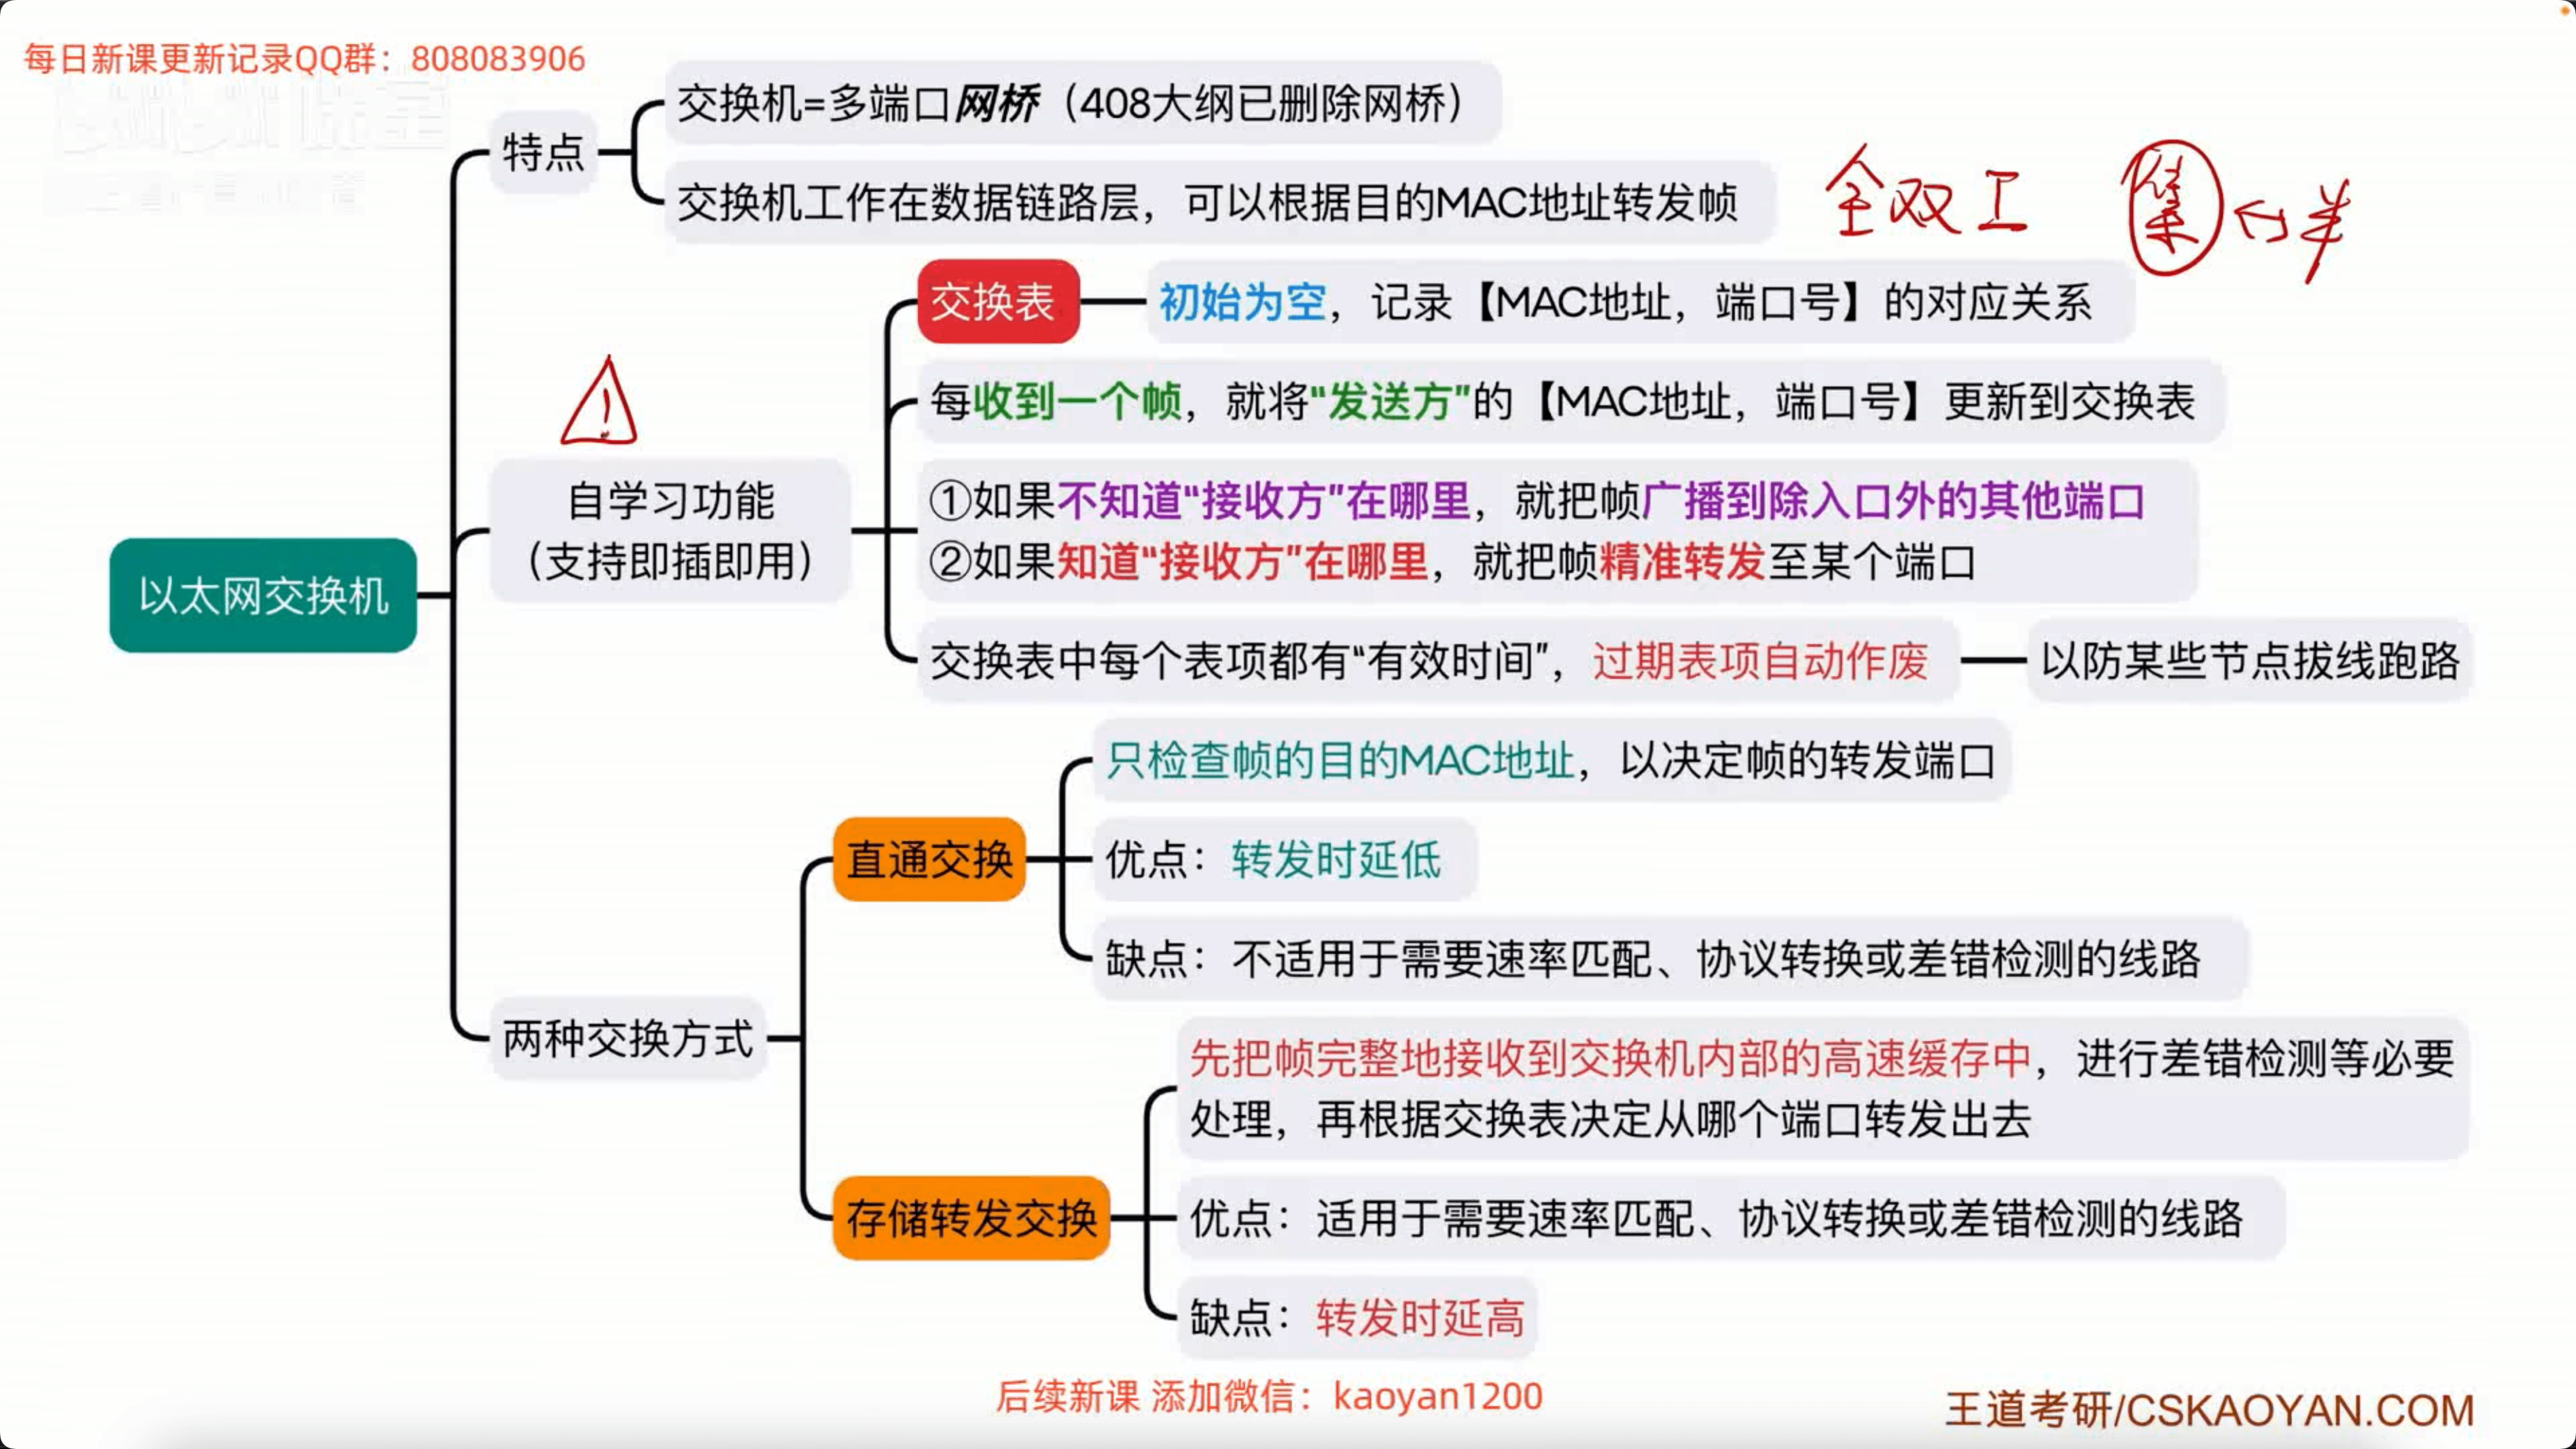 每日新课更新记录QQ群：808083906
交换机=多端口网桥（408大纲已删除网桥）
特点
交换机工作在数据链路层，可以根据目的MAC地址转发帧
全双工
集
半
交换表
初始为空，记录【MAC地址，端口号】的对应关系
!
每收到一个帧，就将“发送方”的【MAC地址，端口号】更新到交换表
自学习功能
（支持即插即用）
①如果不知道“接收方”在哪里，就把帧广播到除入口外的其他端口
②如果知道“接收方”在哪里，就把帧精准转发至某个端口
以太网交换机
交换表中每个表项都有“有效时间”，过期表项自动作废
以防某些节点拔线跑路
只检查帧的目的MAC地址，以决定帧的转发端口
直通交换
优点：转发时延低
缺点：不适用于需要速率匹配、协议转换或差错检测的线路
两种交换方式
先把帧完整地接收到交换机内部的高速缓存中，进行差错检测等必要
处理，再根据交换表决定从哪个端口转发出去
存储转发交换
优点：适用于需要速率匹配、协议转换或差错检测的线路
缺点：转发时延高
后续新课 添加微信：kaoyan1200
王道考研/CSKAOYAN.COM